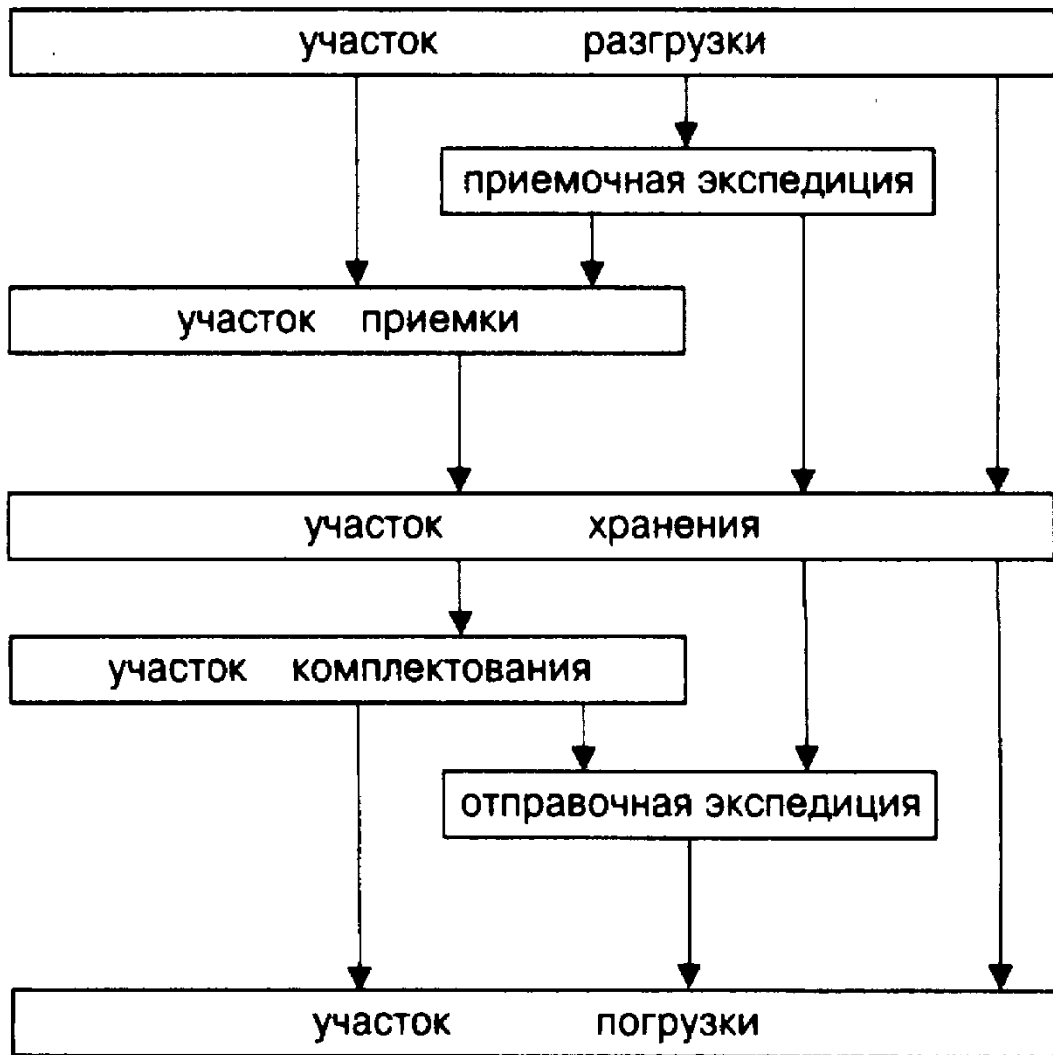 участок разгрузки
приемочная экспедиция
участок приемки
участок хранения
участок комплектования
отправочная экспедиция
участок погрузки